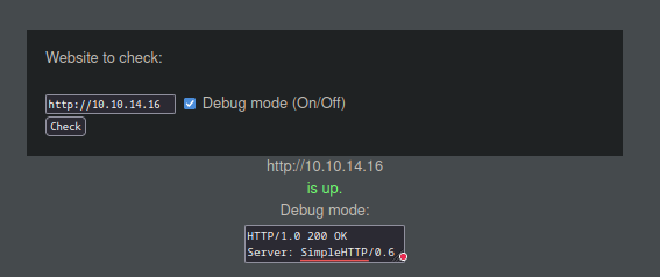 Website to check:
http://10.10.14.16 Debug mode (On/Off)
Check
http://10.10.14.16
is up.
Debug mode:
HTTP/1.0 200 OK
Server: SimpleHTTP/0.6